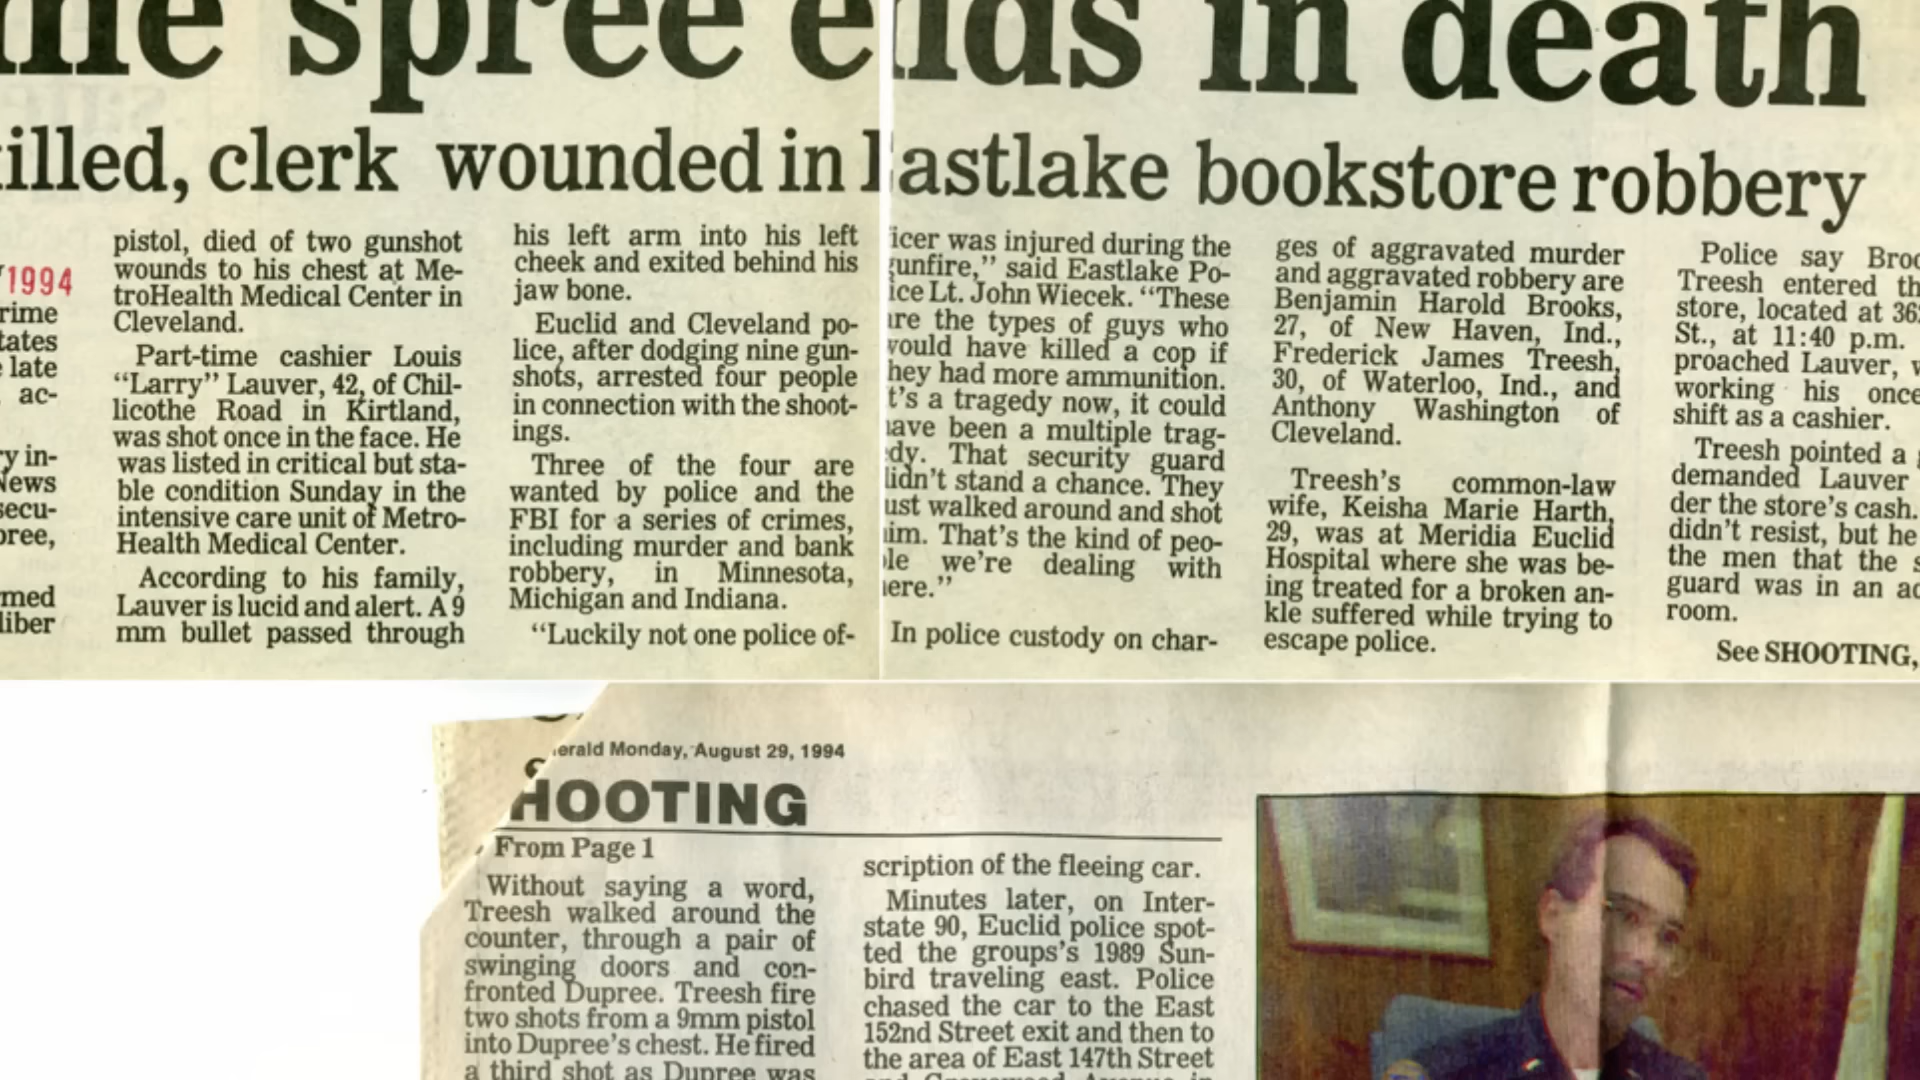 me spree ends in death
killed, clerk wounded in Eastlake bookstore robbery
1994
rime
tates
late
ac-
y in-
News
secu-
pree,
med
liber
pistol, died of two gunshot
wounds to his chest at Me-
troHealth Medical Center in
Cleveland.
Part-time cashier Louis
“Larry” Lauver, 42, of Chil-
licothe Road in Kirtland,
was shot once in the face. He
was listed in critical but sta-
ble condition Sunday in the
intensive care unit of Metro-
Health Medical Center.
According to his family,
Lauver is lucid and alert. A 9
mm bullet passed through
his left arm into his left
cheek and exited behind his
jaw bone.
Euclid and Cleveland po-
lice, after dodging nine gun-
shots, arrested four people
in connection with the shoot-
ings.
Three of the four are
wanted by police and the
FBI for a series of crimes,
including murder and bank
robbery, in Minnesota,
Michigan and Indiana.
“Luckily not one police of-
icer was injured during the
gunfire,” said Eastlake Po-
ice Lt. John Wiecek. “These
are the types of guys who
would have killed a cop if
they had more ammunition.
t’s a tragedy now, it could
have been a multiple trag-
edy. That security guard
didn’t stand a chance. They
ust walked around and shot
im. That’s the kind of peo-
le we’re dealing with
here.”
In police custody on char-
ges of aggravated murder
and aggravated robbery are
Benjamin Harold Brooks,
27, of New Haven, Ind.,
Frederick James Treesh,
30, of Waterloo, Ind., and
Anthony Washington of
Cleveland.
Treesh’s common-law
wife, Keisha Marie Harth,
29, was at Meridia Euclid
Hospital where she was be-
ing treated for a broken an-
kle suffered while trying to
escape police.
Police say Broo
Treesh entered th
store, located at 36
St., at 11:40 p.m.
proached Lauver, w
working his once
shift as a cashier.
Treesh pointed a g
demanded Lauver
der the store’s cash.
didn’t resist, but he
the men that the s
guard was in an ad
room.
See SHOOTING,
erald Monday, August 29, 1994
SHOOTING
From Page 1
Without saying a word,
Treesh walked around the
counter, through a pair of
swinging doors and con-
fronted Dupree. Treesh fire
two shots from a 9mm pistol
into Dupree’s chest. He fired
a third shot as Dupree was
scription of the fleeing car.
Minutes later, on Inter-
state 90, Euclid police spot-
ted the groups’s 1989 Sun-
bird traveling east. Police
chased the car to the East
152nd Street exit and then to
the area of East 147th Street